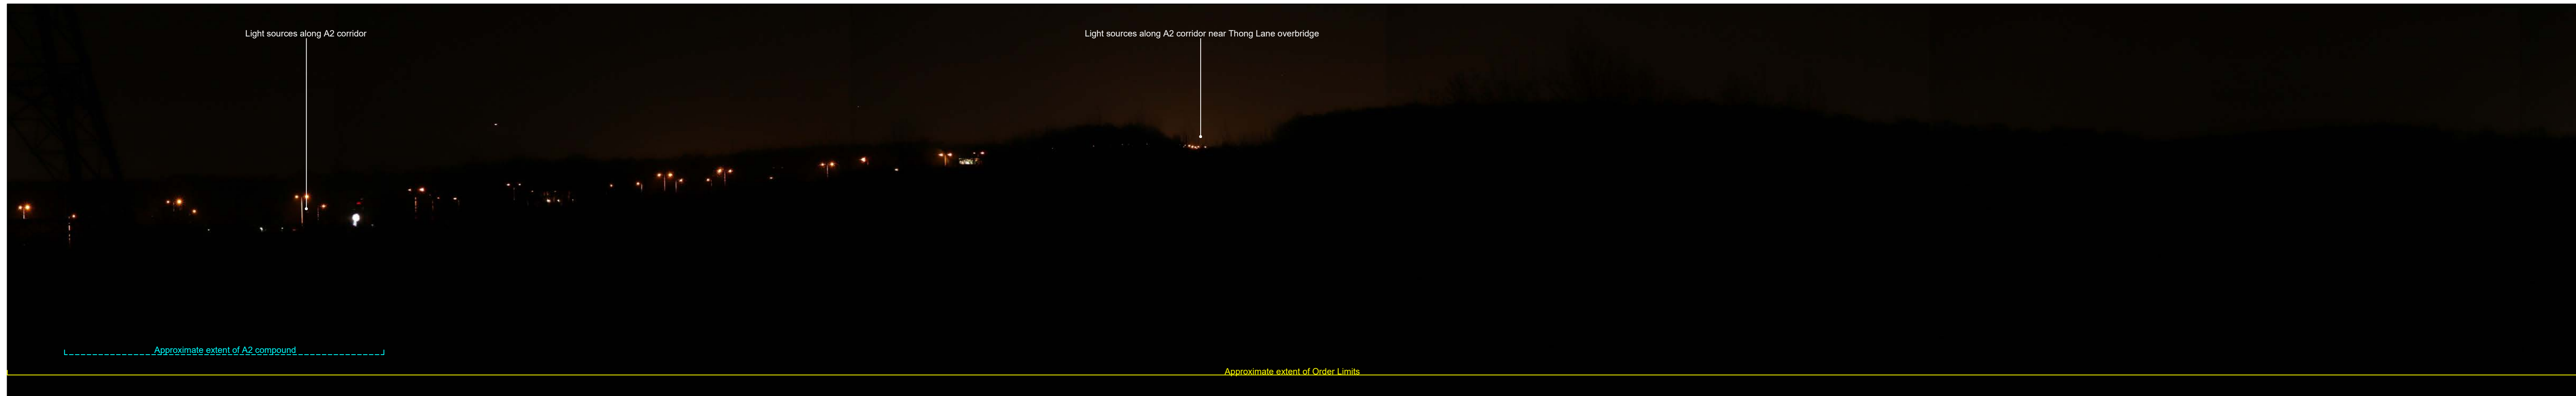 Light sources along A2 corridor
Light sources along A2 corridor near Thong Lane overbridge
Approximate extent of A2 compound
Approximate extent of Order Limits